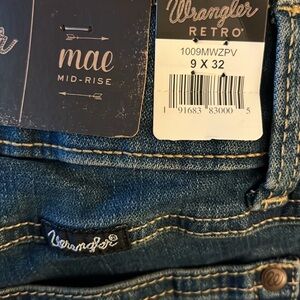 mae
MID-RISE
Wrangler
RETRO®
1009MWZPV
9 X 32
1 91683 83000 5
Wrangler®